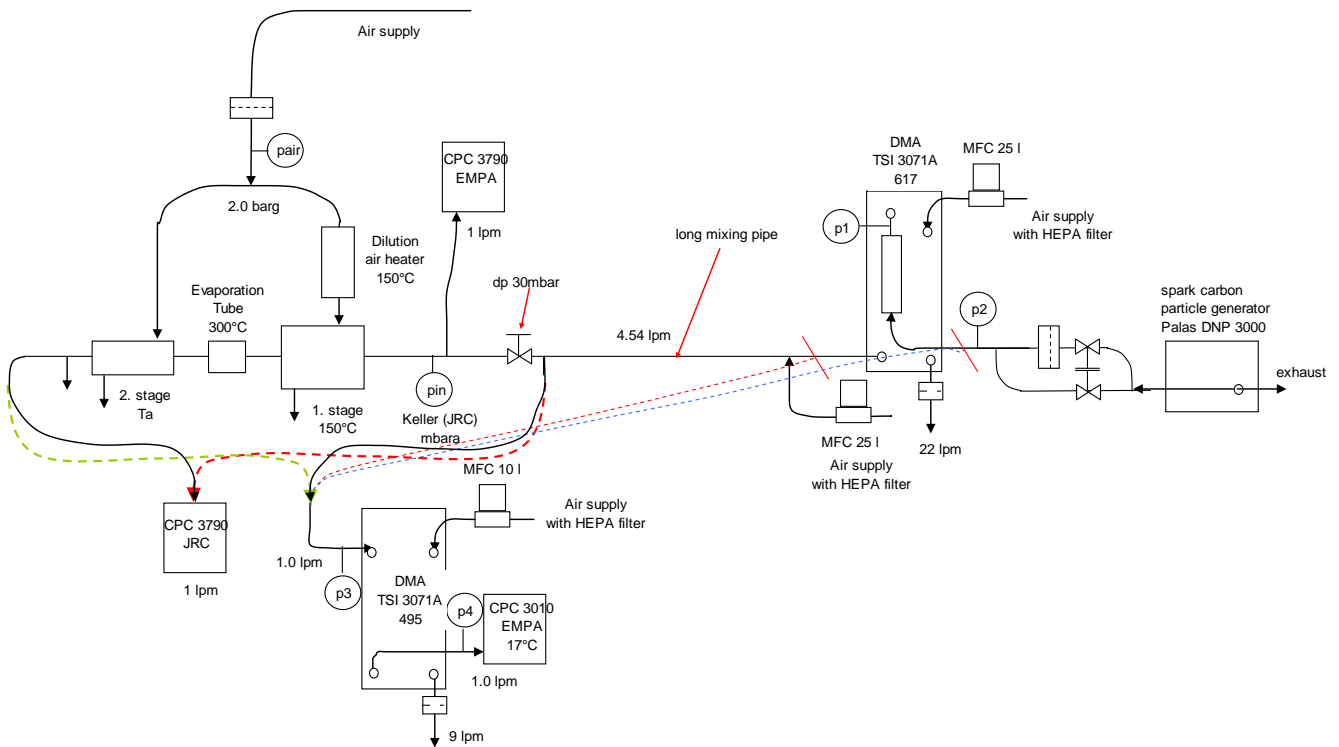 Air supply
pair
2.0 barg
CPC 3790
EMPA
1 lpm
Dilution
air heater
150°C
Evaporation
Tube
300°C
dp 30mbar
long mixing pipe
4.54 lpm
DMA
TSI 3071A
617
MFC 25 l
Air supply
with HEPA filter
p1
p2
spark carbon
particle generator
Palas DNP 3000
exhaust
2. stage
Ta
1. stage
150°C
pin
Keller (JRC)
mbara
MFC 25 l
Air supply
with HEPA filter
22 lpm
MFC 10 l
Air supply
with HEPA filter
CPC 3790
JRC
1 lpm
1.0 lpm
p3
DMA
TSI 3071A
495
p4
CPC 3010
EMPA
17°C
1.0 lpm
9 lpm